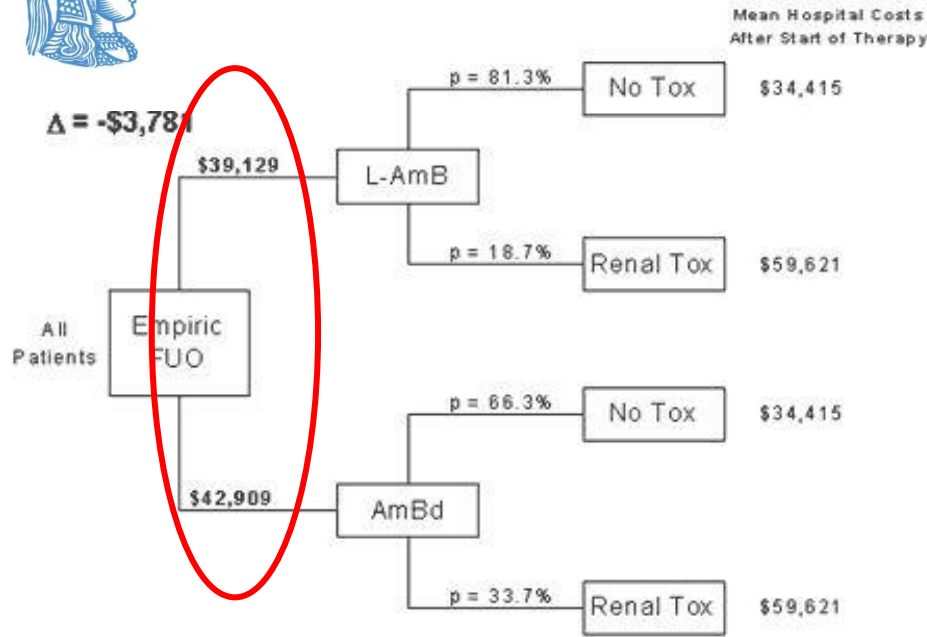 Mean Hospital Costs
After Start of Therapy
Δ = -$3,781
$39,129
L-AmB
p = 81.3%
No Tox
$34,415
p = 18.7%
Renal Tox
$59,621
All
Patients
Empiric
FUO
$42,909
AmBd
p = 66.3%
No Tox
$34,415
p = 33.7%
Renal Tox
$59,621